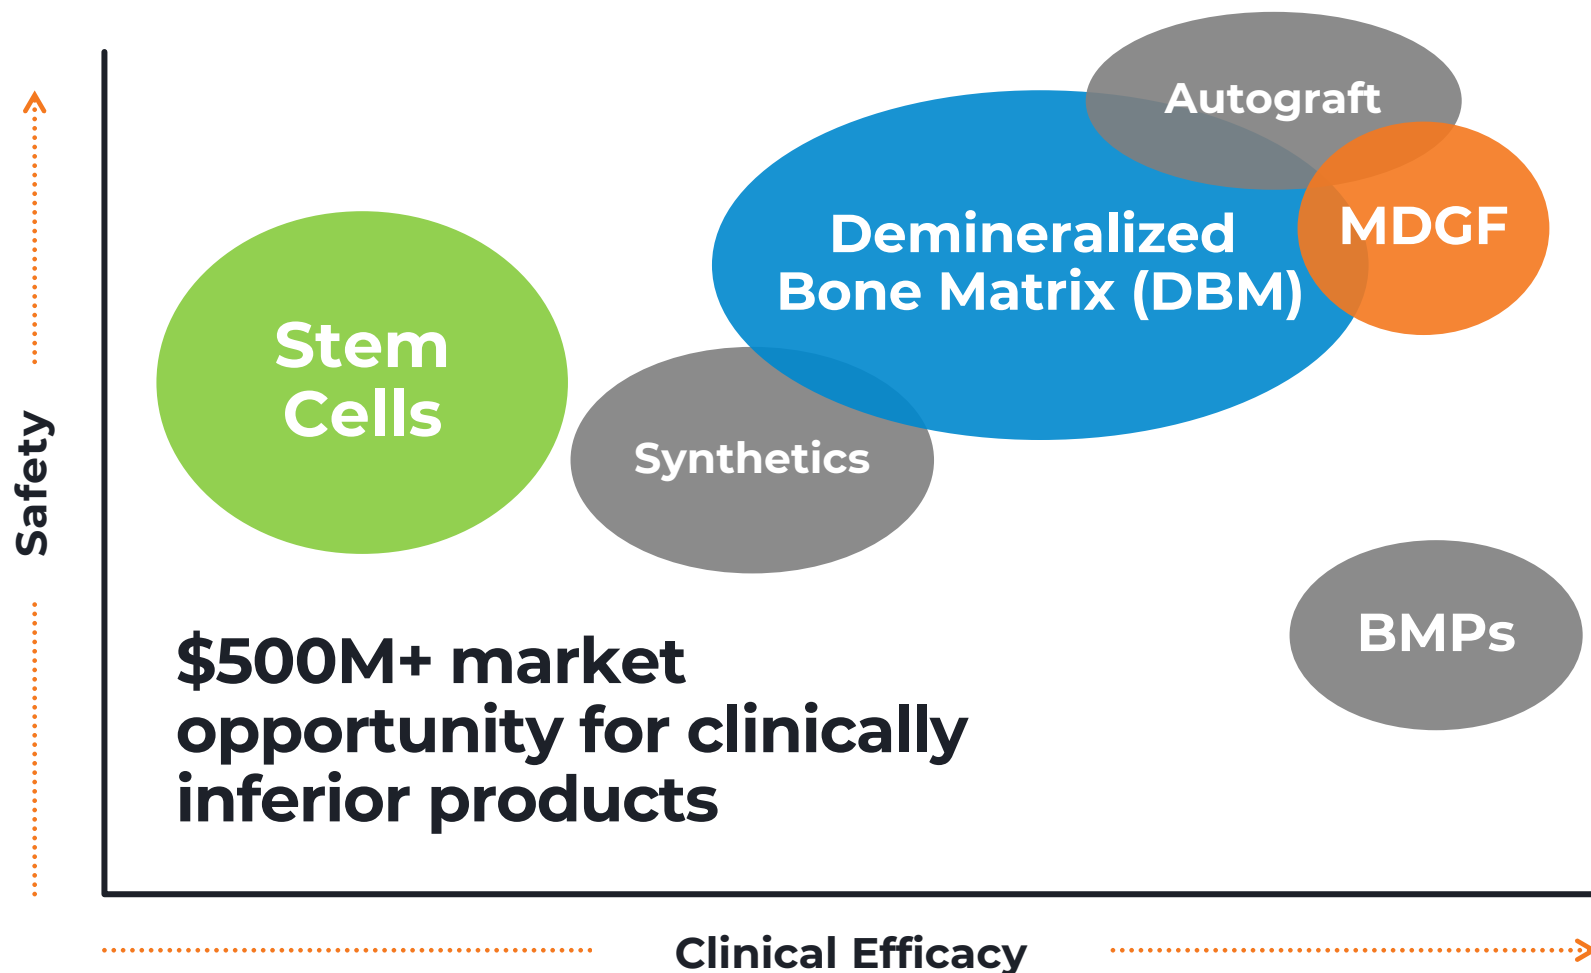 Autograft
MDGF
Demineralized
Bone Matrix (DBM)
Stem
Cells
Synthetics
BMPs
Safety
$500M+ market
opportunity for clinically
inferior products
Clinical Efficacy